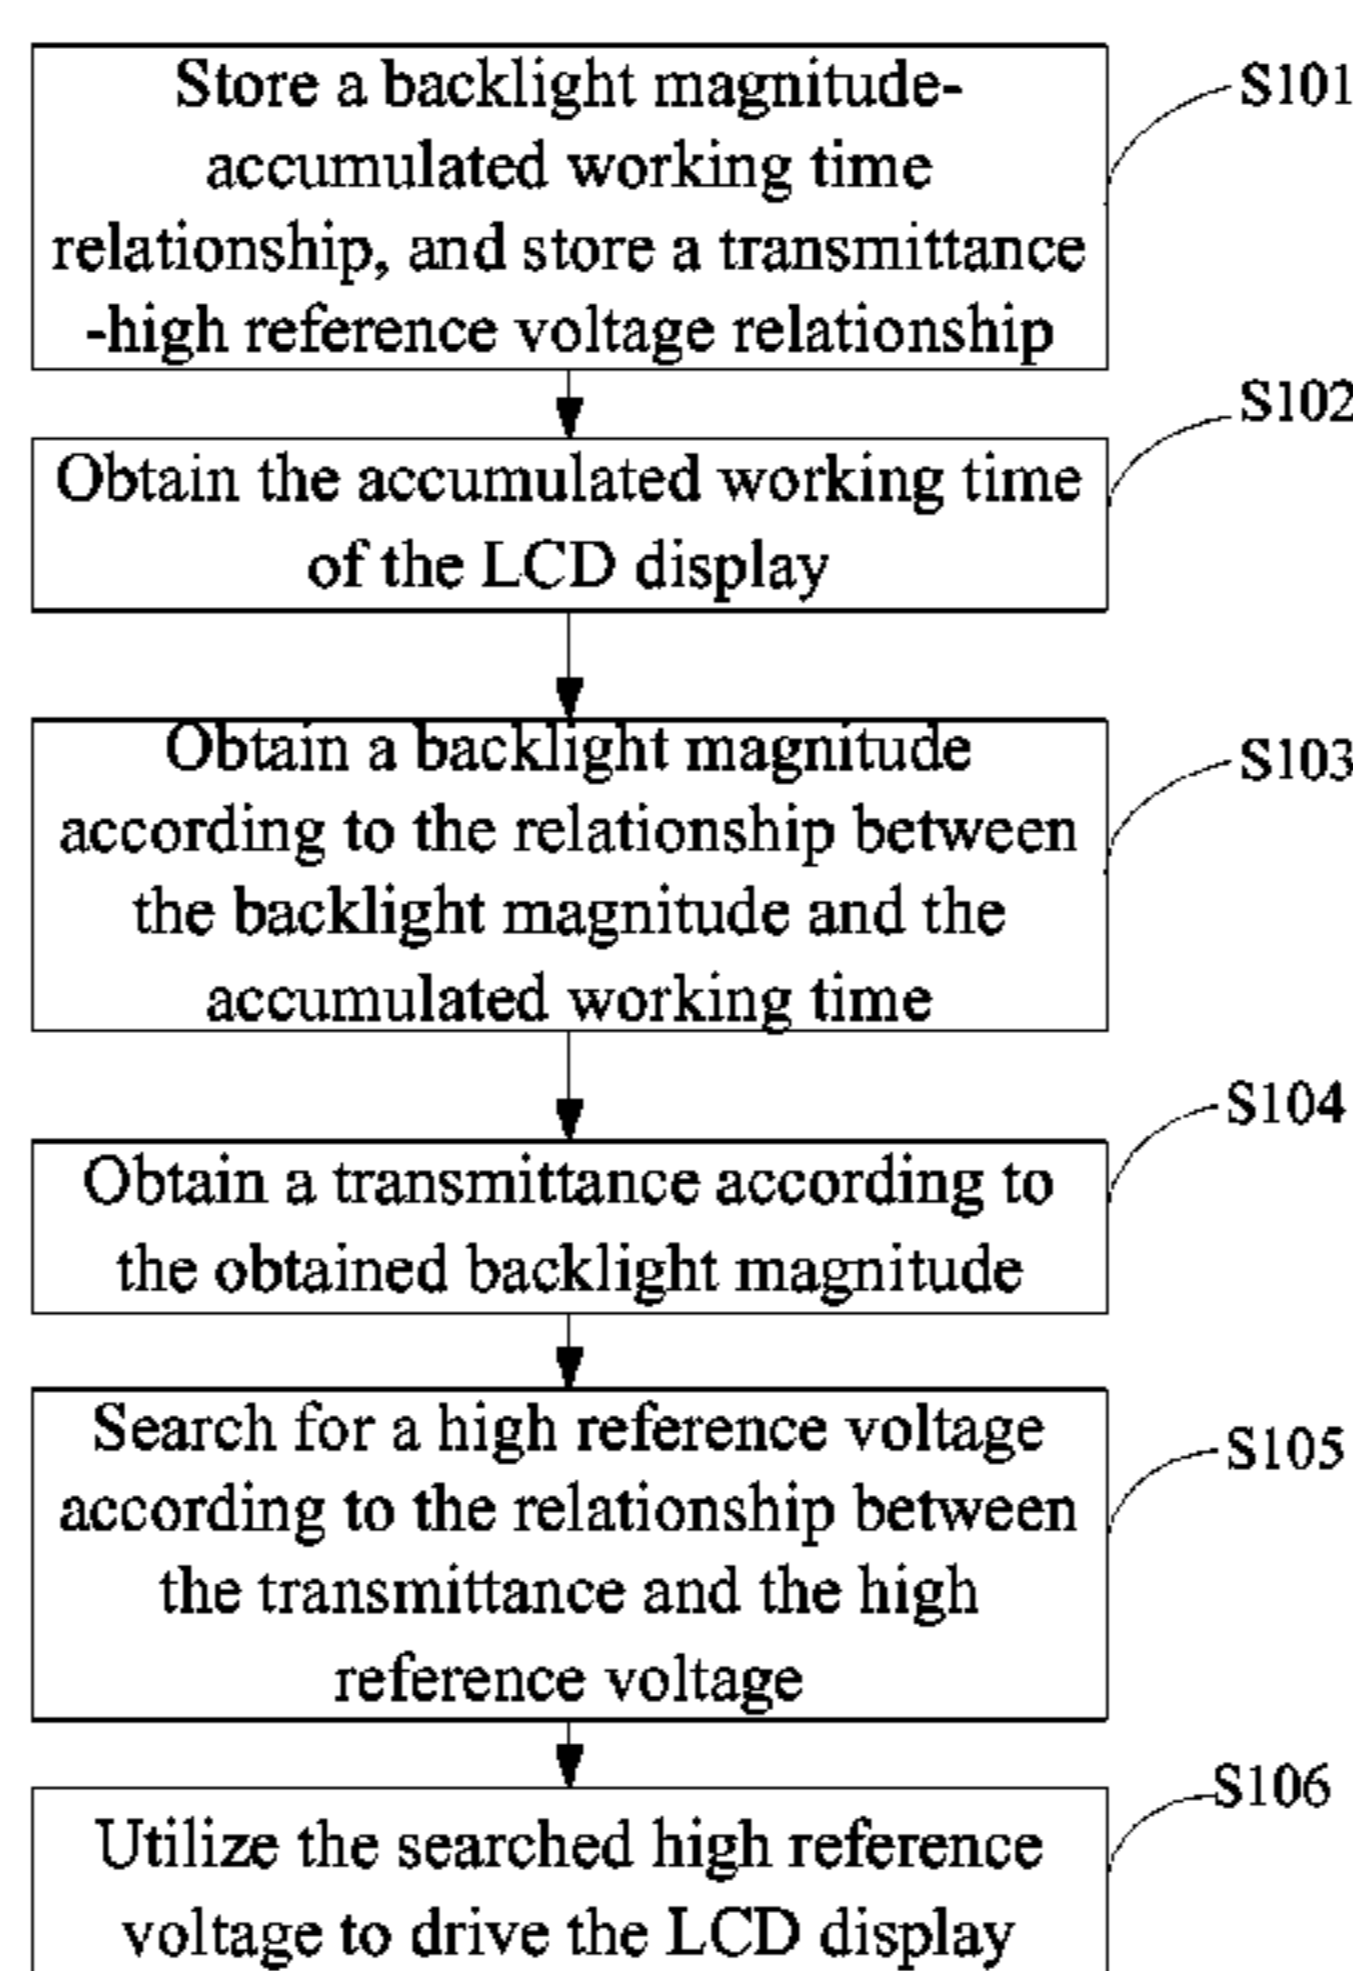 Store a backlight magnitude-
accumulated working time
relationship, and store a transmittance
-high reference voltage relationship
S101
Obtain the accumulated working time
of the LCD display
S102
Obtain a backlight magnitude
according to the relationship between
the backlight magnitude and the
accumulated working time
S103
Obtain a transmittance according to
the obtained backlight magnitude
S104
Search for a high reference voltage
according to the relationship between
the transmittance and the high
reference voltage
S105
Utilize the searched high reference
voltage to drive the LCD display
S106